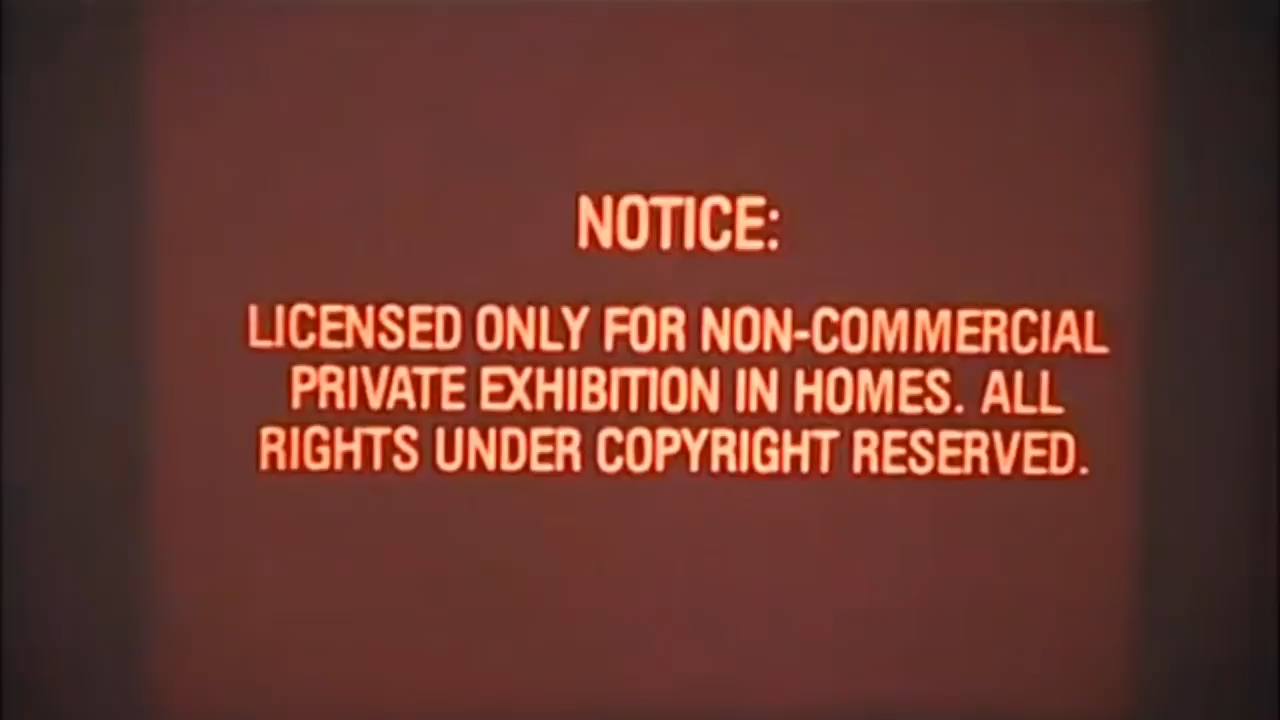 NOTICE:
LICENSED ONLY FOR NON-COMMERCIAL
PRIVATE EXHIBITION IN HOMES. ALL
RIGHTS UNDER COPYRIGHT RESERVED.